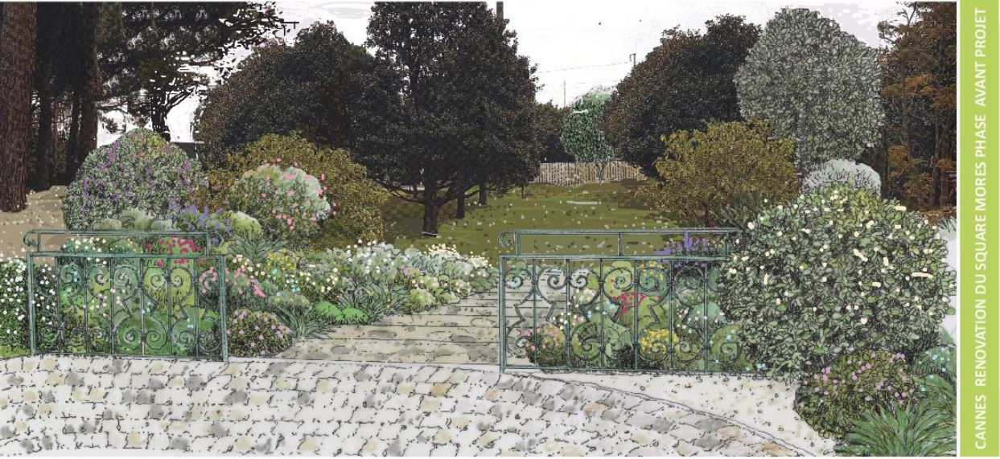 CANNES RENOVATION DU SQUARE MORES PHASE AVANT PROJET